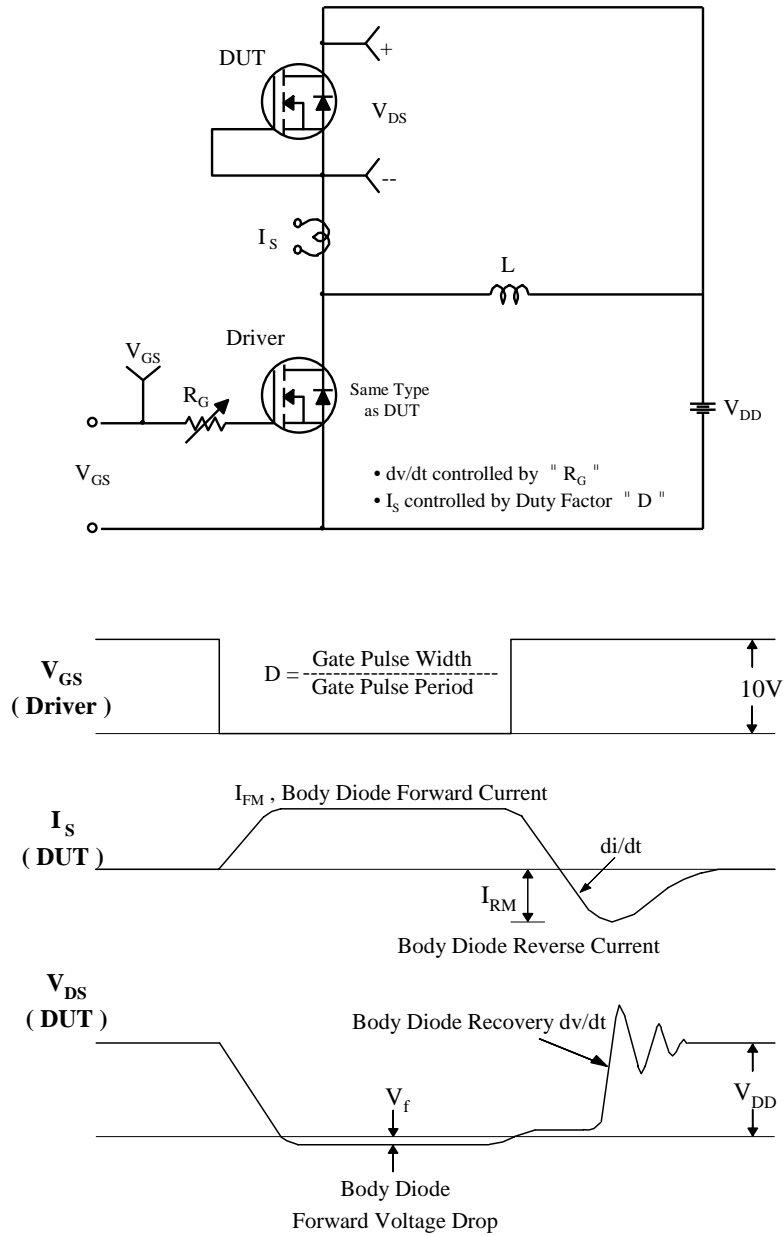 DUT
+
V_DS
--
I_S
L
Driver
V_GS
R_G
Same Type
as DUT
V_DD
V_GS
• dv/dt controlled by " R_G "
• I_S controlled by Duty Factor " D "
V_GS
( Driver )
D = Gate Pulse Width
Gate Pulse Period
10V
I_FM , Body Diode Forward Current
I_S
( DUT )
di/dt
I_RM
Body Diode Reverse Current
V_DS
( DUT )
Body Diode Recovery dv/dt
V_f
V_DD
Body Diode
Forward Voltage Drop